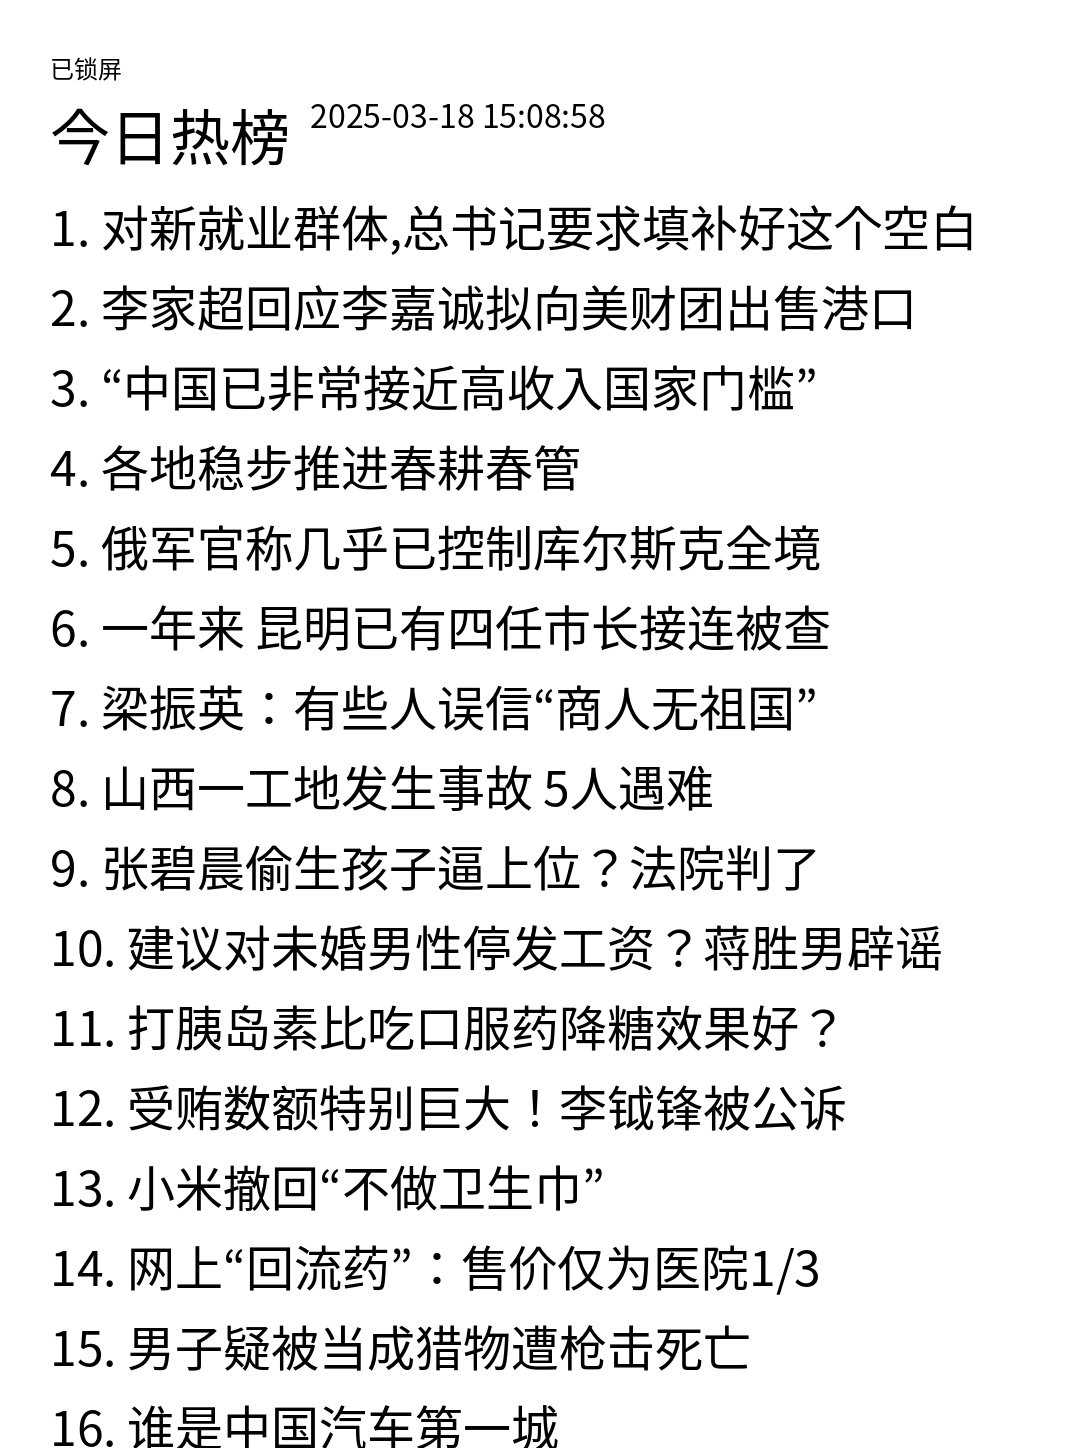 已锁屏
今日热榜 2025-03-18 15:08:58
1. 对新就业群体,总书记要求填补好这个空白
2. 李家超回应李嘉诚拟向美财团出售港口
3. “中国已非常接近高收入国家门槛”
4. 各地稳步推进春耕春管
5. 俄军官称几乎已控制库尔斯克全境
6. 一年来 昆明已有四任市长接连被查
7. 梁振英：有些人误信“商人无祖国”
8. 山西一工地发生事故 5人遇难
9. 张碧晨偷生孩子逼上位？法院判了
10. 建议对未婚男性停发工资？蒋胜男辟谣
11. 打胰岛素比吃口服药降糖效果好？
12. 受贿数额特别巨大！李钺锋被公诉
13. 小米撤回“不做卫生巾”
14. 网上“回流药”：售价仅为医院1/3
15. 男子疑被当成猎物遭枪击死亡
16. 谁是中国汽车第一城